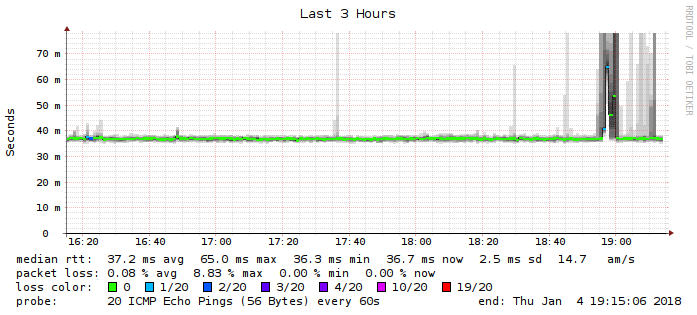 Last 3 Hours
RRDTOOL / TOBI OETIKER
Seconds
70 m
60 m
50 m
40 m
30 m
20 m
10 m
0
16:20 16:40 17:00 17:20 17:40 18:00 18:20 18:40 19:00
median rtt: 37.2 ms avg 65.0 ms max 36.3 ms min 36.7 ms now 2.5 ms sd 14.7 am/s
packet loss: 0.08 % avg 8.83 % max 0.00 % min 0.00 % now
loss color: 0 1/20 2/20 3/20 4/20 10/20 19/20
probe: 20 ICMP Echo Pings (56 Bytes) every 60s end: Thu Jan 4 19:15:06 2018